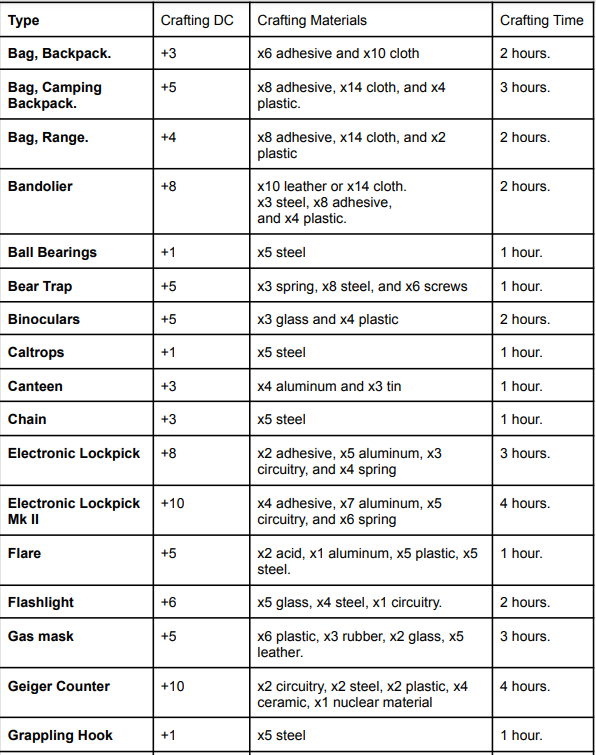 Type Crafting DC Crafting Materials Crafting Time
Bag, Backpack. +3 x6 adhesive and x10 cloth 2 hours.
Bag, Camping +5 x8 adhesive, x14 cloth, and x4 3 hours.
Backpack. plastic.
Bag, Range. +4 x8 adhesive, x14 cloth, and x2 2 hours.
plastic
Bandolier +8 x10 leather or x14 cloth. 2 hours.
x3 steel, x8 adhesive,
and x4 plastic.
Ball Bearings +1 x5 steel 1 hour.
Bear Trap +5 x3 spring, x8 steel, and x6 screws 1 hour.
Binoculars +5 x3 glass and x4 plastic 2 hours.
Caltrops +1 x5 steel 1 hour.
Canteen +3 x4 aluminum and x3 tin 1 hour.
Chain +3 x5 steel 1 hour.
Electronic Lockpick +8 x2 adhesive, x5 aluminum, x3 3 hours.
circuitry, and x4 spring
Electronic Lockpick +10 x4 adhesive, x7 aluminum, x5 4 hours.
Mk II circuitry, and x6 spring
Flare +5 x2 acid, x1 aluminum, x5 plastic, x5 1 hour.
steel.
Flashlight +6 x5 glass, x4 steel, x1 circuitry. 2 hours.
Gas mask +5 x6 plastic, x3 rubber, x2 glass, x5 3 hours.
leather.
Geiger Counter +10 x2 circuitry, x2 steel, x2 plastic, x4 4 hours.
ceramic, x1 nuclear material
Grappling Hook +1 x5 steel 1 hour.